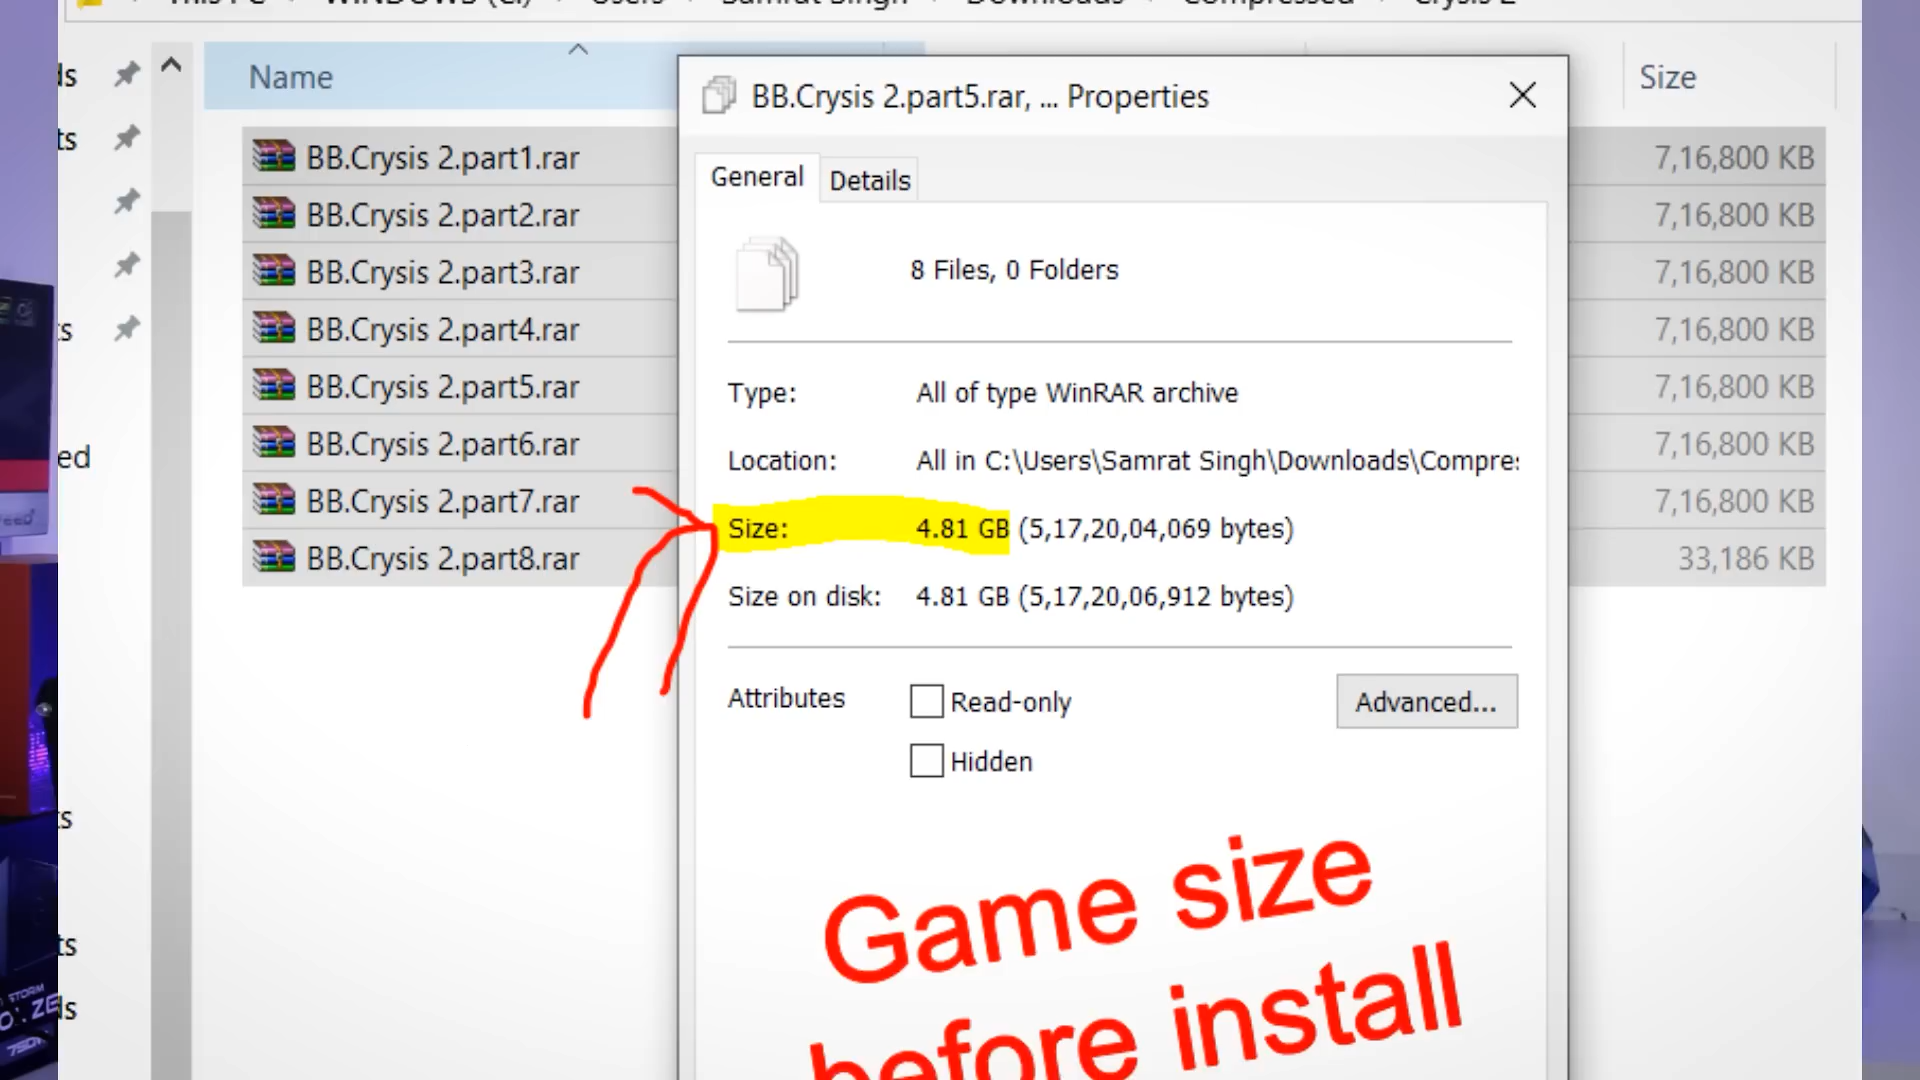 Name
Size
BB.Crysis 2.part1.rar
7,16,800 KB
BB.Crysis 2.part2.rar
7,16,800 KB
BB.Crysis 2.part3.rar
7,16,800 KB
BB.Crysis 2.part4.rar
7,16,800 KB
BB.Crysis 2.part5.rar
7,16,800 KB
BB.Crysis 2.part6.rar
7,16,800 KB
BB.Crysis 2.part7.rar
7,16,800 KB
BB.Crysis 2.part8.rar
33,186 KB
BB.Crysis 2.part5.rar, ... Properties
General
Details
8 Files, 0 Folders
Type: All of type WinRAR archive
Location: All in C:\Users\Samrat Singh\Downloads\Compres
Size: 4.81 GB (5,17,20,04,069 bytes)
Size on disk: 4.81 GB (5,17,20,06,912 bytes)
Attributes
Read-only
Advanced...
Hidden
Game size
before install